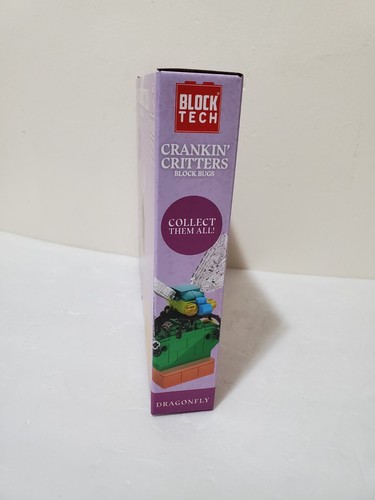 BLOCK
TECH
CRANKIN'
CRITTERS
BLOCK BUGS
COLLECT
THEM ALL!
DRAGONFLY